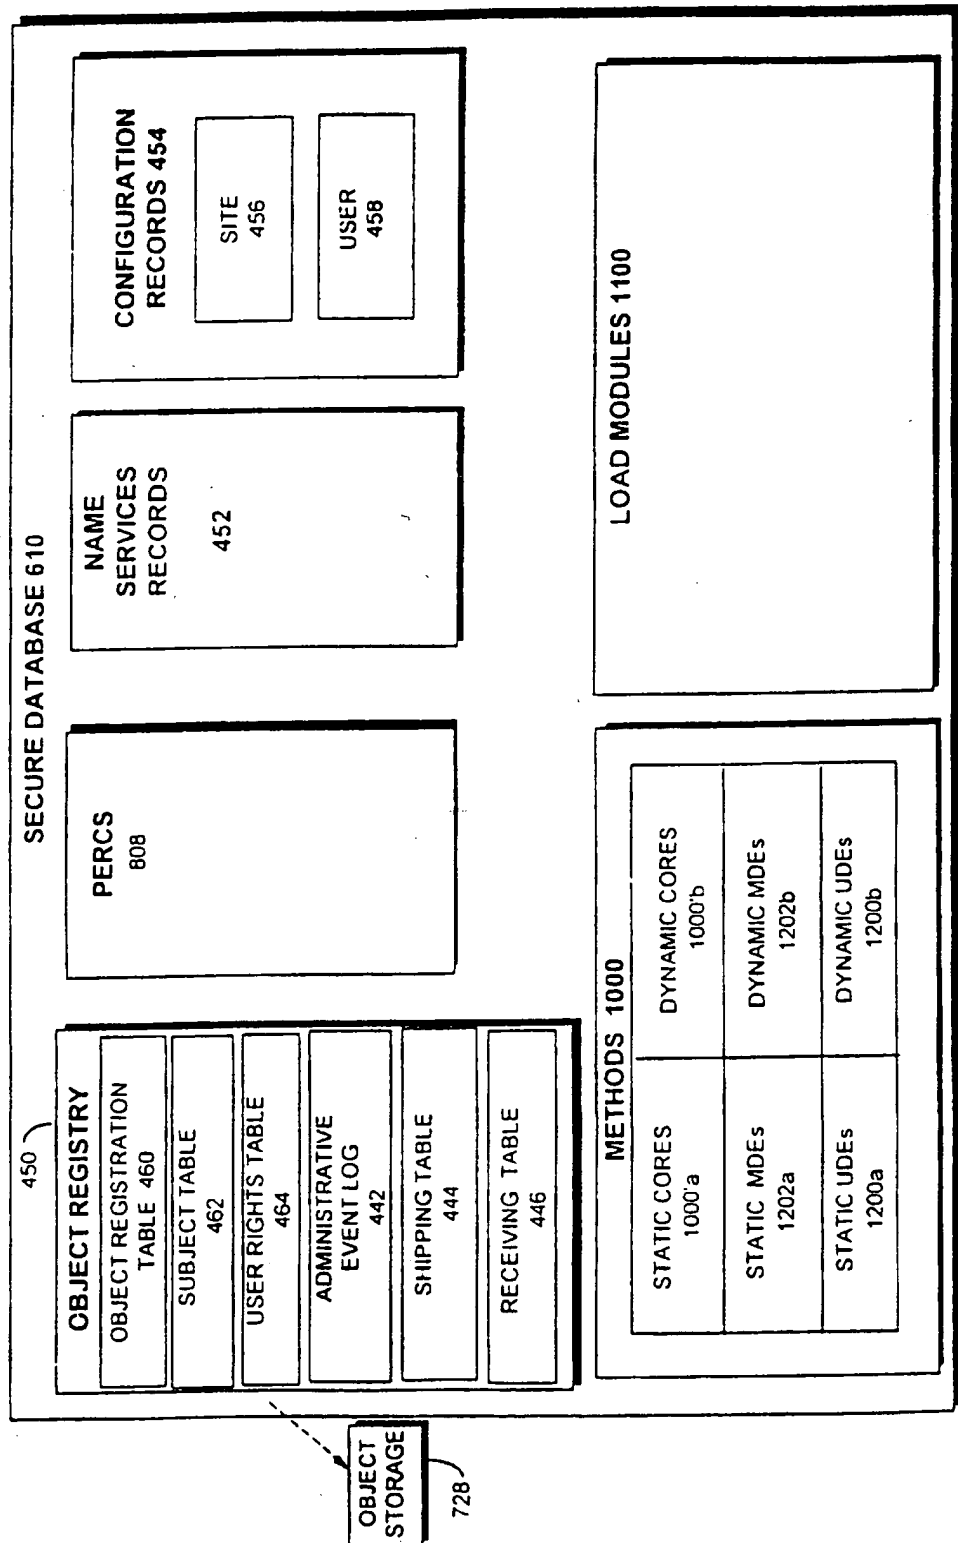 SECURE DATABASE 610
450
OBJECT REGISTRY
OBJECT REGISTRATION
TABLE 460
SUBJECT TABLE
462
USER RIGHTS TABLE
464
ADMINISTRATIVE
EVENT LOG
442
SHIPPING TABLE
444
RECEIVING TABLE
446
OBJECT
STORAGE
728
PERCS
808
NAME
SERVICES
RECORDS
452
CONFIGURATION
RECORDS 454
SITE
456
USER
458
METHODS 1000
STATIC CORES
1000'a
DYNAMIC CORES
1000'b
STATIC MDEs
1202a
DYNAMIC MDEs
1202b
STATIC UDEs
1200a
DYNAMIC UDEs
1200b
LOAD MODULES 1100